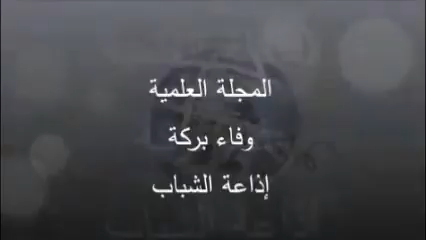 المجلة العلمية
وفاء بركة
إذاعة الشباب